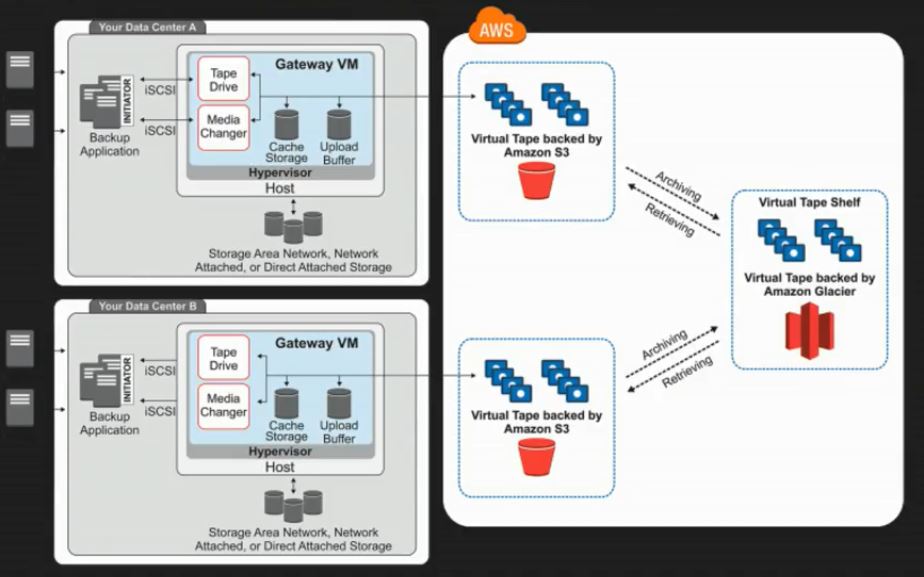 Your Data Center A
INITIATOR
Backup
Application
iSCSI
iSCSI
Tape
Drive
Media
Changer
Gateway VM
Cache
Storage
Upload
Buffer
Hypervisor
Host
Storage Area Network, Network
Attached, or Direct Attached Storage
Your Data Center B
INITIATOR
Backup
Application
iSCSI
iSCSI
Tape
Drive
Media
Changer
Gateway VM
Cache
Storage
Upload
Buffer
Hypervisor
Host
Storage Area Network, Network
Attached, or Direct Attached Storage
AWS
Virtual Tape backed by
Amazon S3
Archiving
Retrieving
Virtual Tape Shelf
Virtual Tape backed by
Amazon Glacier
Virtual Tape backed by
Amazon S3
Archiving
Retrieving